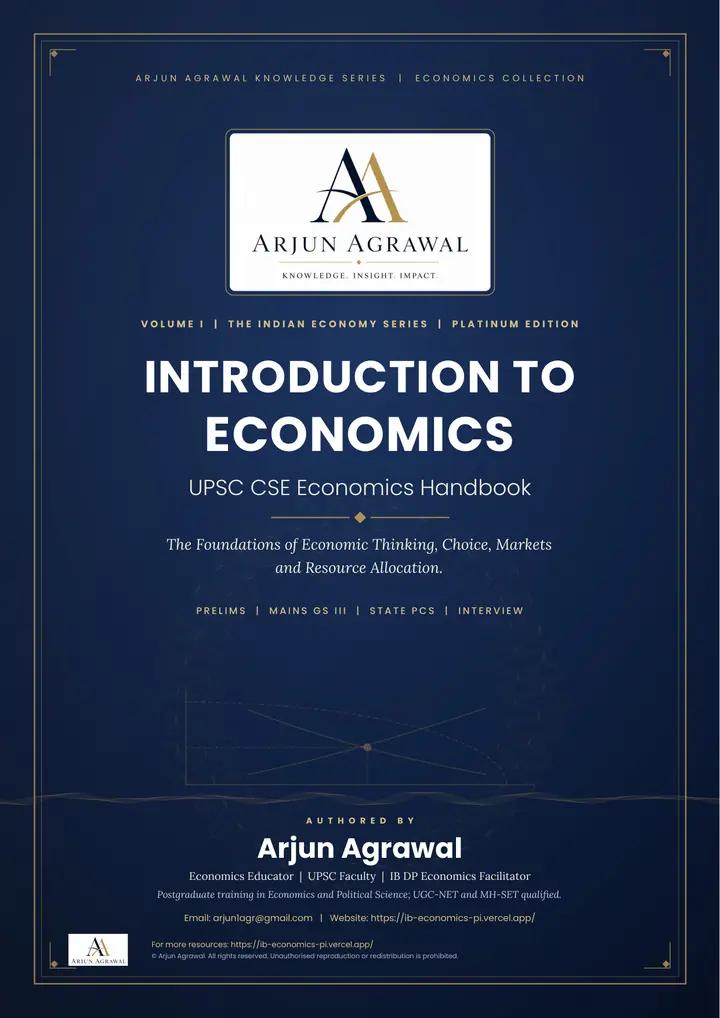 ARJUN AGRAWAL KNOWLEDGE SERIES | ECONOMICS COLLECTION
AA
ARJUN AGRAWAL
KNOWLEDGE. INSIGHT. IMPACT.
VOLUME I | THE INDIAN ECONOMY SERIES | PLATINUM EDITION
INTRODUCTION TO
ECONOMICS
UPSC CSE Economics Handbook
The Foundations of Economic Thinking, Choice, Markets
and Resource Allocation.
PRELIMS | MAINS GS III | STATE PCS | INTERVIEW
AUTHORED BY
Arjun Agrawal
Economics Educator | UPSC Faculty | IB DP Economics Facilitator
Postgraduate training in Economics and Political Science; UGC-NET and MH-SET qualified.
Email: arjun1agr@gmail.com | Website: https://ib-economics-pi.vercel.app/
AA
ARJUN AGRAWAL
For more resources: https://ib-economics-pi.vercel.app/
© Arjun Agrawal. All rights reserved. Unauthorised reproduction or redistribution is prohibited.